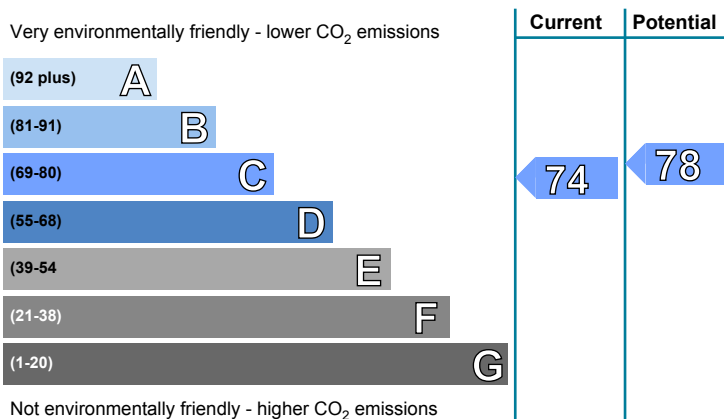 Current Potential
Very environmentally friendly - lower CO2 emissions
(92 plus) A
(81-91) B
(69-80) C
74 78
(55-68) D
(39-54 E
(21-38) F
(1-20) G
Not environmentally friendly - higher CO2 emissions